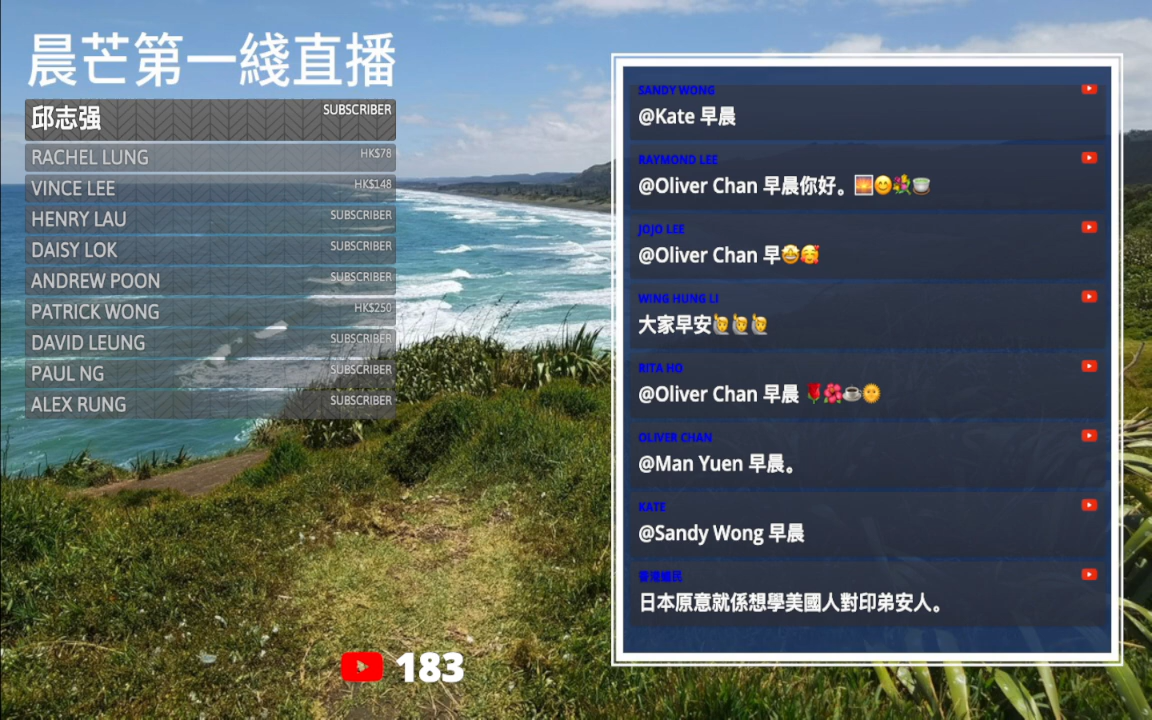 晨芒第一綫直播
邱志强 SUBSCRIBER
RACHEL LUNG HK$78
VINCE LEE HK$148
HENRY LAU SUBSCRIBER
DAISY LOK SUBSCRIBER
ANDREW POON SUBSCRIBER
PATRICK WONG HK$250
DAVID LEUNG SUBSCRIBER
PAUL NG SUBSCRIBER
ALEX RUNG SUBSCRIBER
183
SANDY WONG
@Kate 早晨
RAYMOND LEE
@Oliver Chan 早晨你好。🌅😊💐🍵
JOJO LEE
@Oliver Chan 早🤩🥰
WING HUNG LI
大家早安🙋🙋🙋
RITA HO
@Oliver Chan 早晨 🌹🌺☕🌞
OLIVER CHAN
@Man Yuen 早晨。
KATE
@Sandy Wong 早晨
日本原意就係想學美國人對印弟安人。